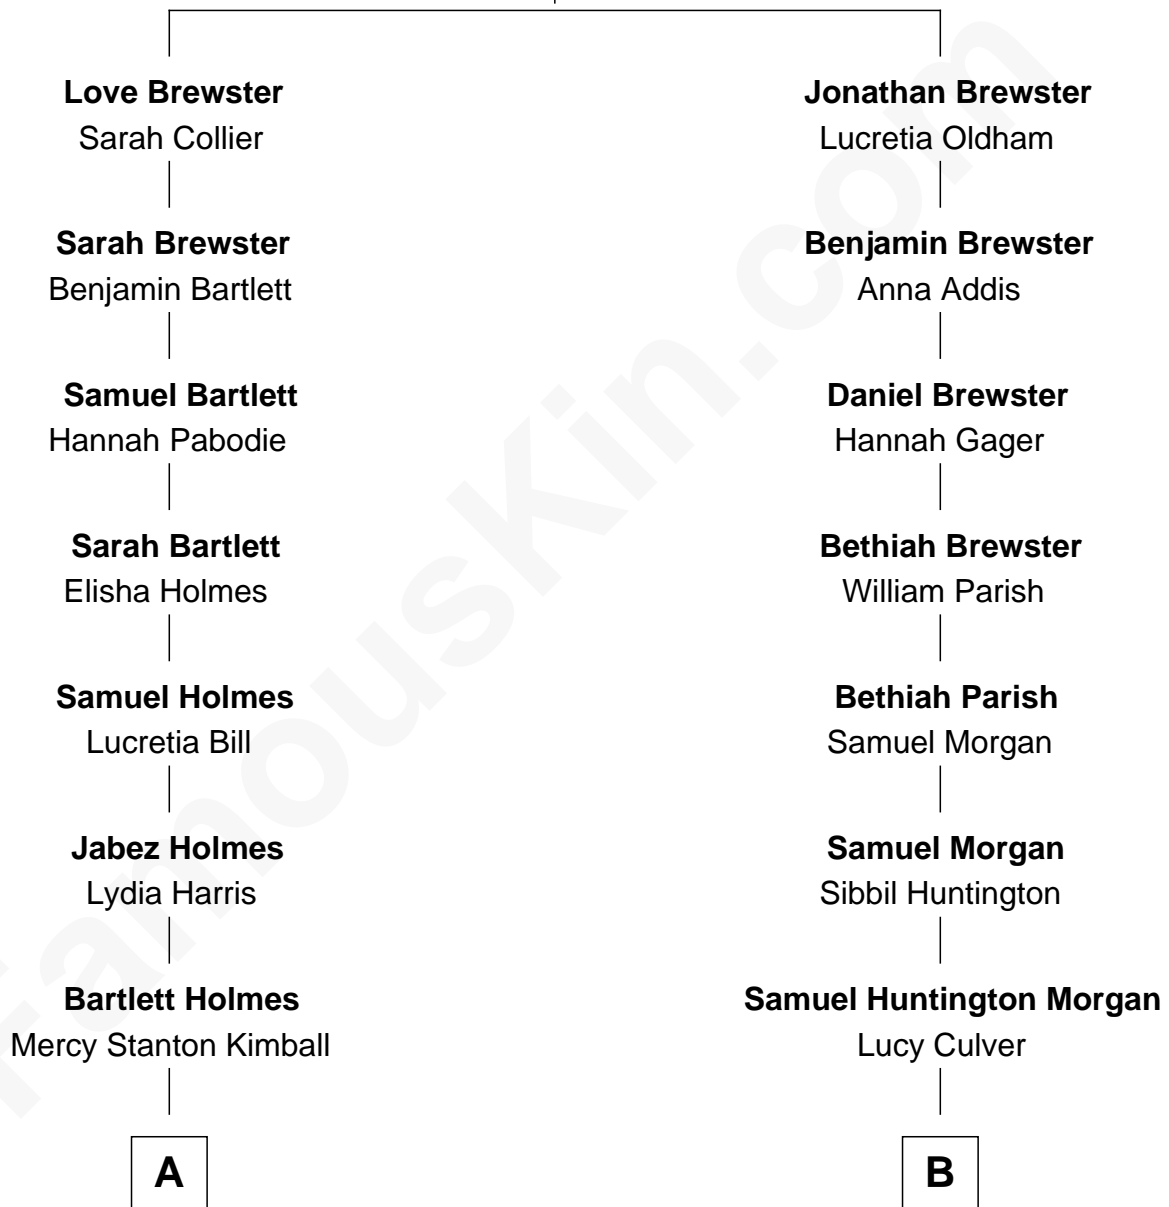 Love Brewster
Sarah Collier
Sarah Brewster
Benjamin Bartlett
Samuel Bartlett
Hannah Pabodie
Sarah Bartlett
Elisha Holmes
Samuel Holmes
Lucretia Bill
Jabez Holmes
Lydia Harris
Bartlett Holmes
Mercy Stanton Kimball
A
Jonathan Brewster
Lucretia Oldham
Benjamin Brewster
Anna Addis
Daniel Brewster
Hannah Gager
Bethiah Brewster
William Parish
Bethiah Parish
Samuel Morgan
Samuel Morgan
Sibbil Huntington
Samuel Huntington Morgan
Lucy Culver
B
FamousKin.com